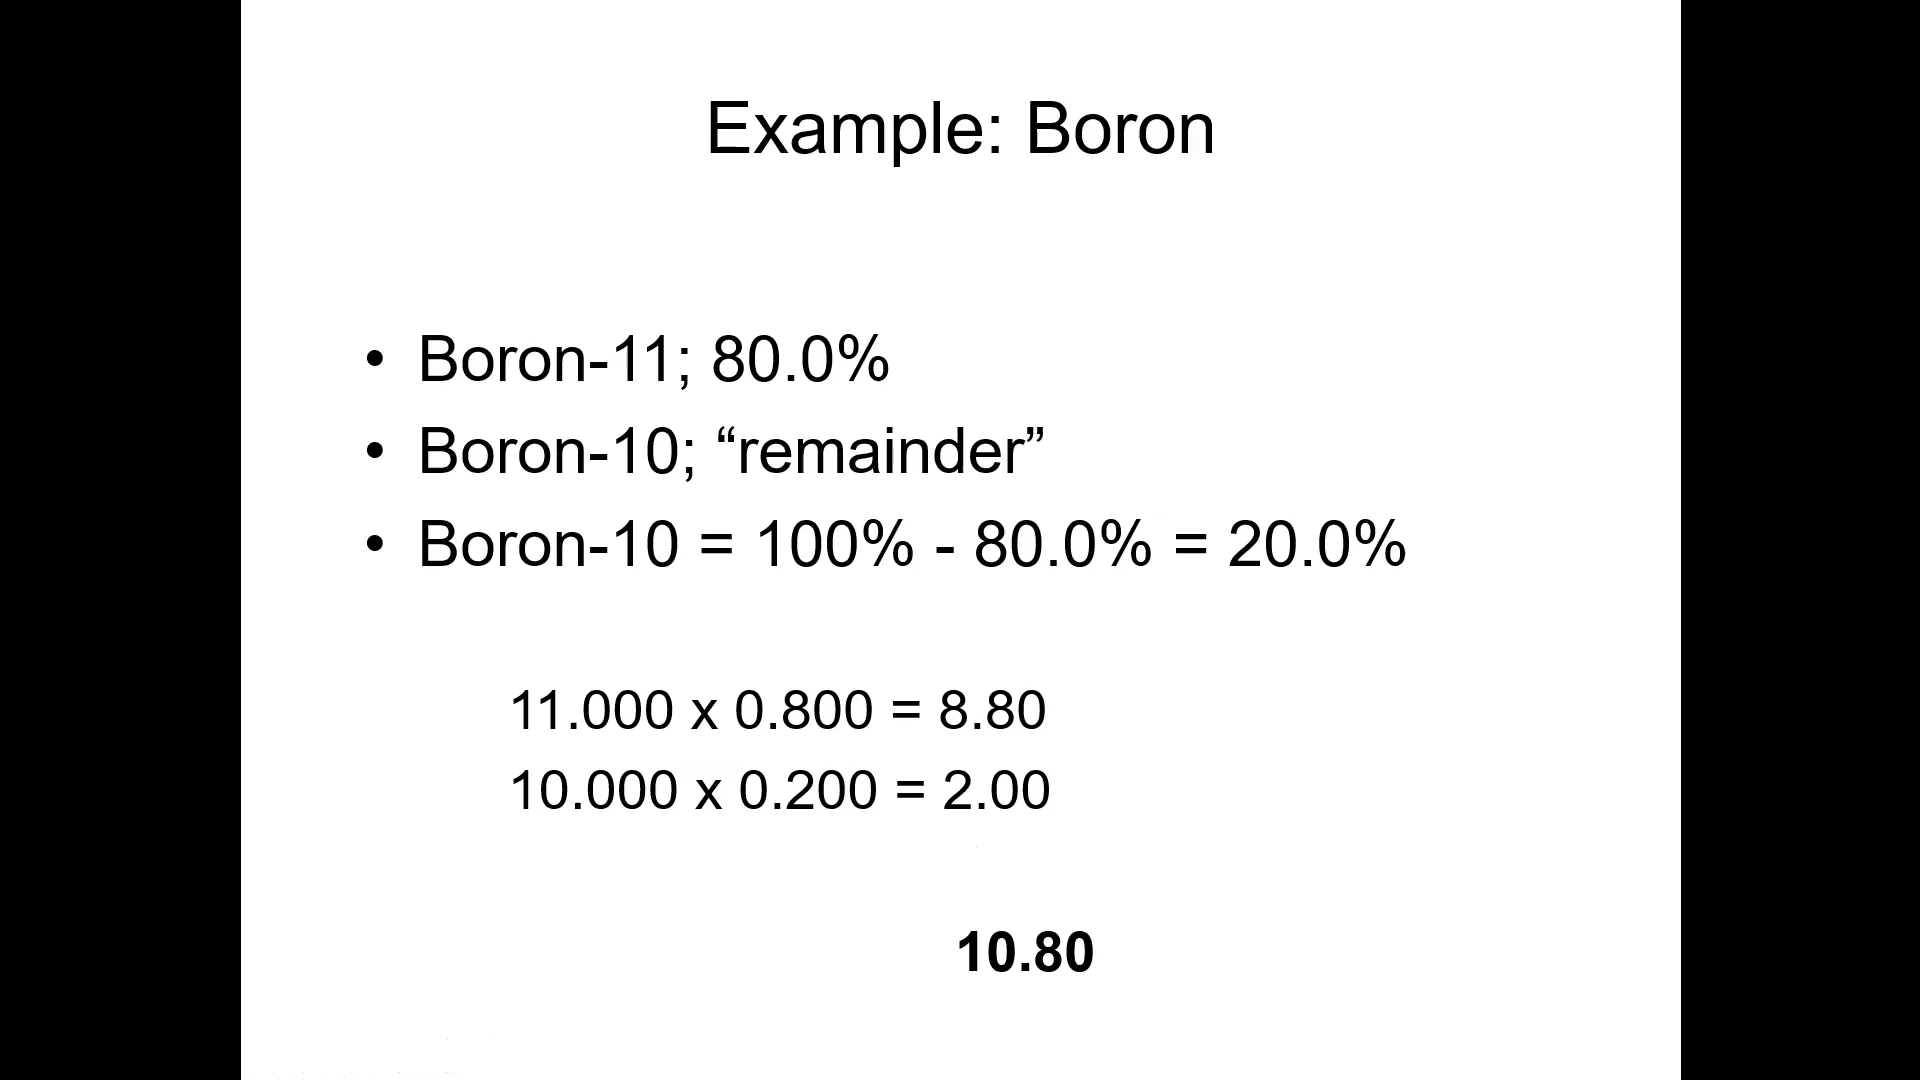 Example: Boron
• Boron-11; 80.0%
• Boron-10; “remainder”
• Boron-10 = 100% - 80.0% = 20.0%
11.000 x 0.800 = 8.80
10.000 x 0.200 = 2.00
10.80